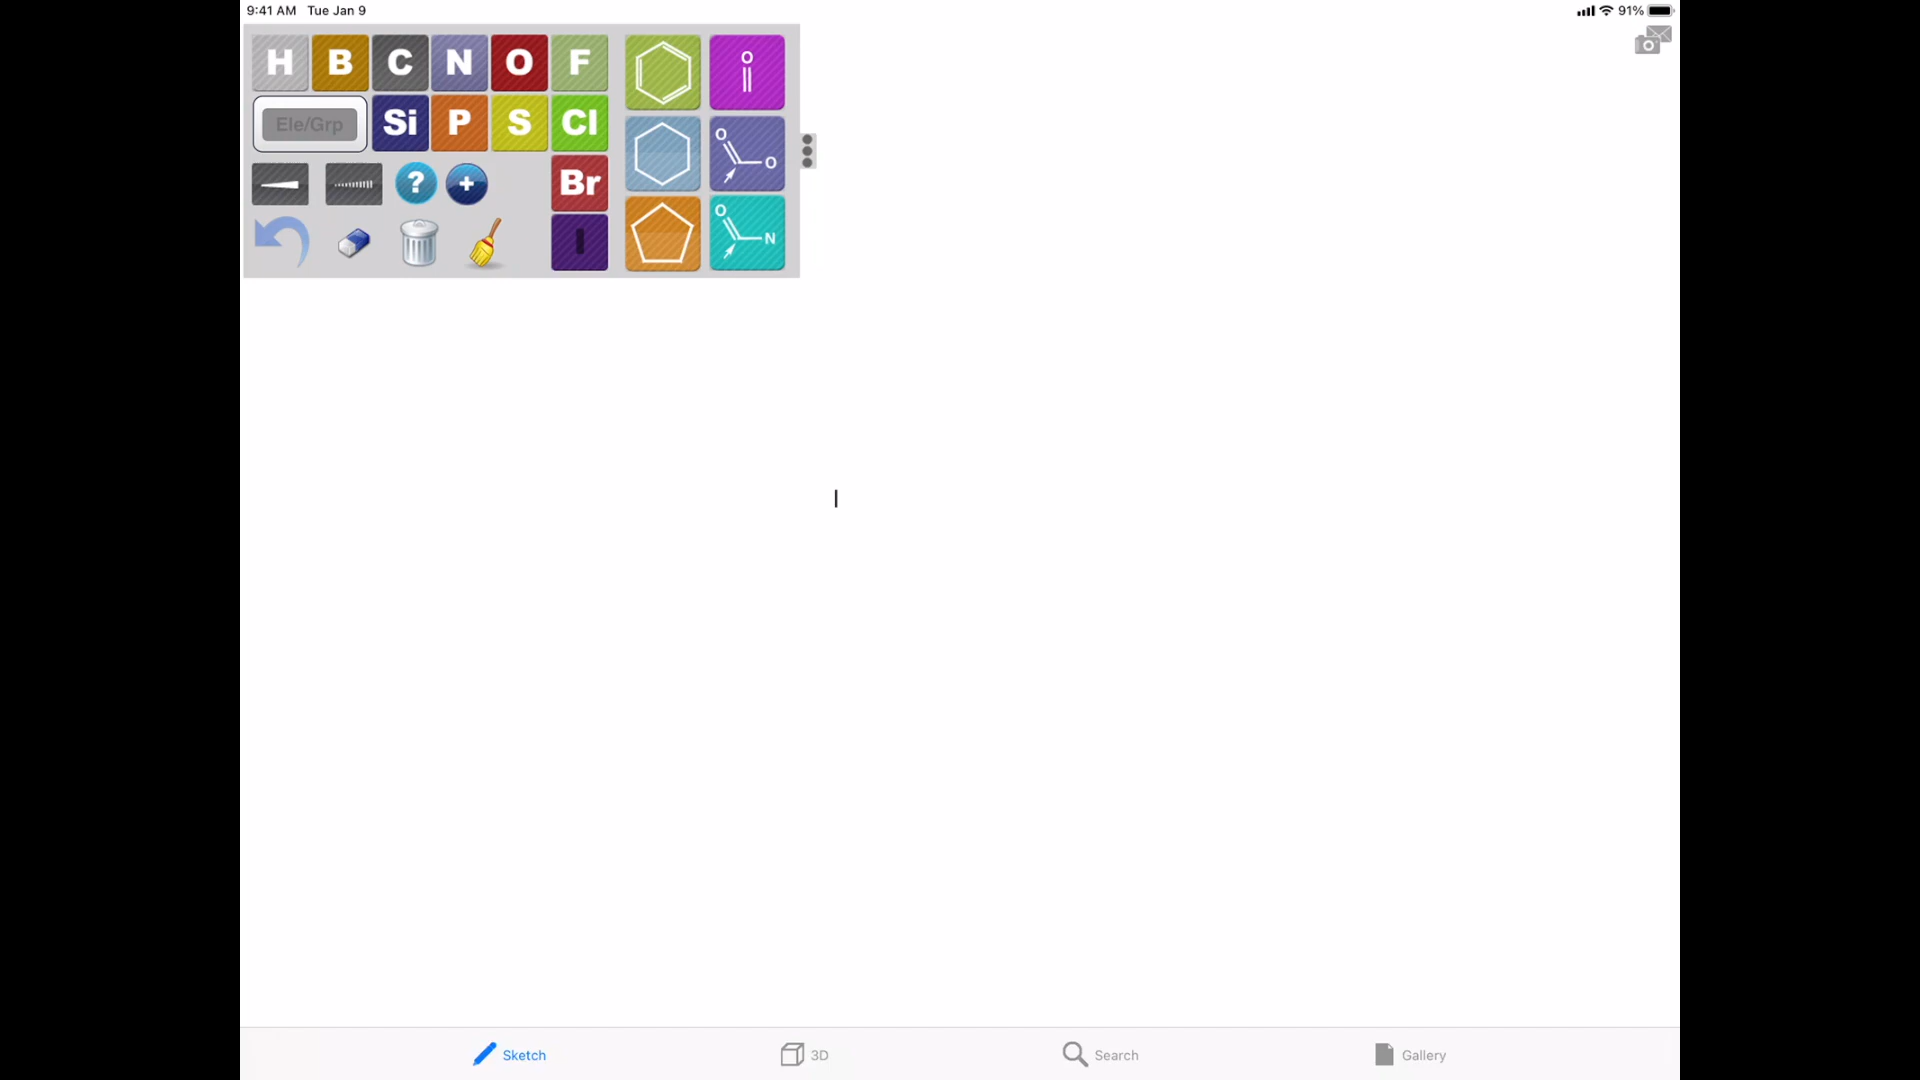 9:41 AM Tue Jan 9 91%
H B C N O F O
Ele/Grp Si P S Cl O O
? + Br
I O N
I
Sketch 3D Search Gallery